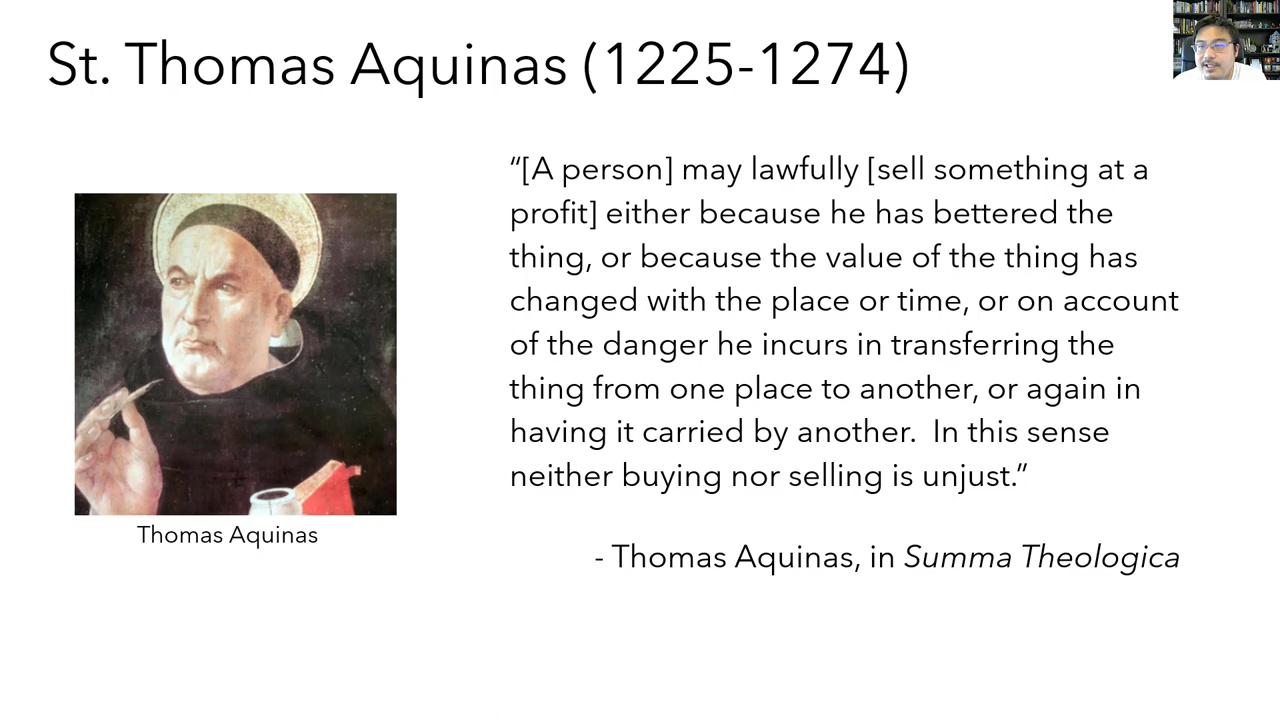 St. Thomas Aquinas (1225-1274)
“[A person] may lawfully [sell something at a
profit] either because he has bettered the
thing, or because the value of the thing has
changed with the place or time, or on account
of the danger he incurs in transferring the
thing from one place to another, or again in
having it carried by another.  In this sense
neither buying nor selling is unjust.”
- Thomas Aquinas, in Summa Theologica
Thomas Aquinas